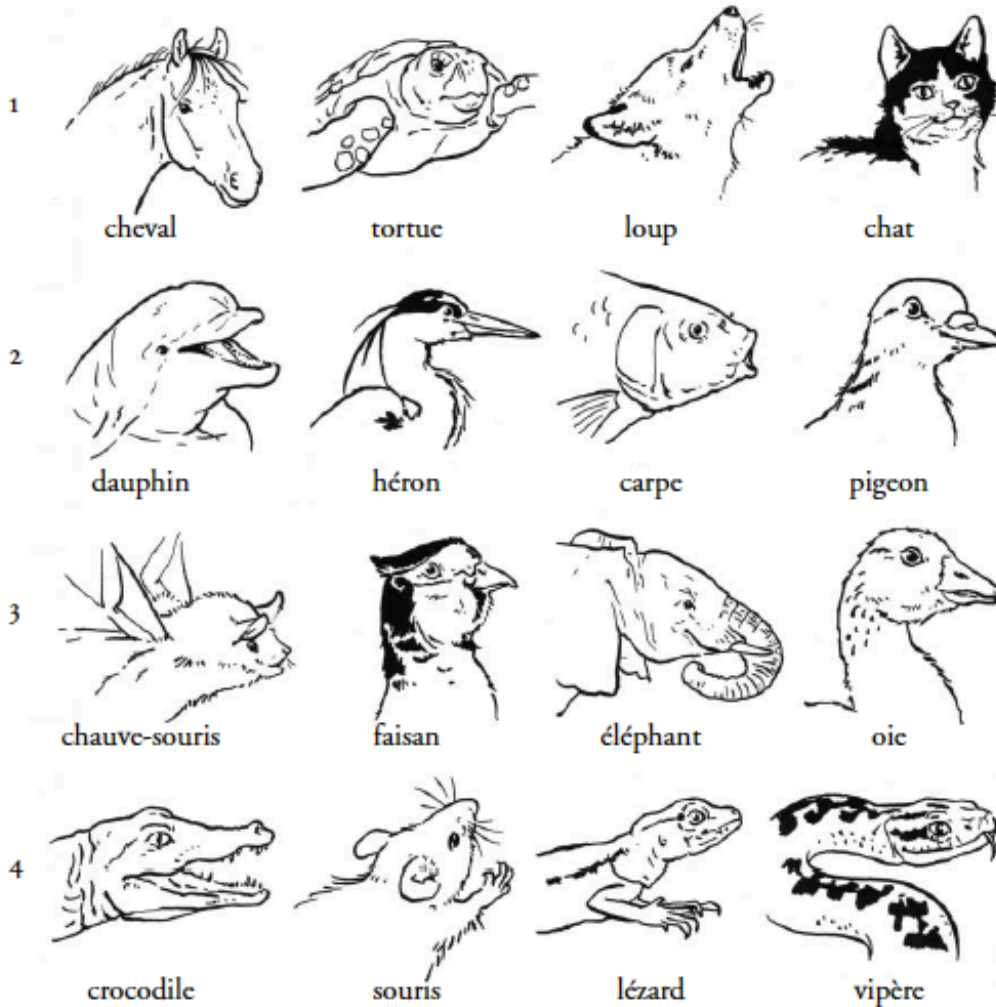 1
cheval tortue loup chat
2
dauphin héron carpe pigeon
3
chauve-souris faisan éléphant oie
4
crocodile souris lézard vipère